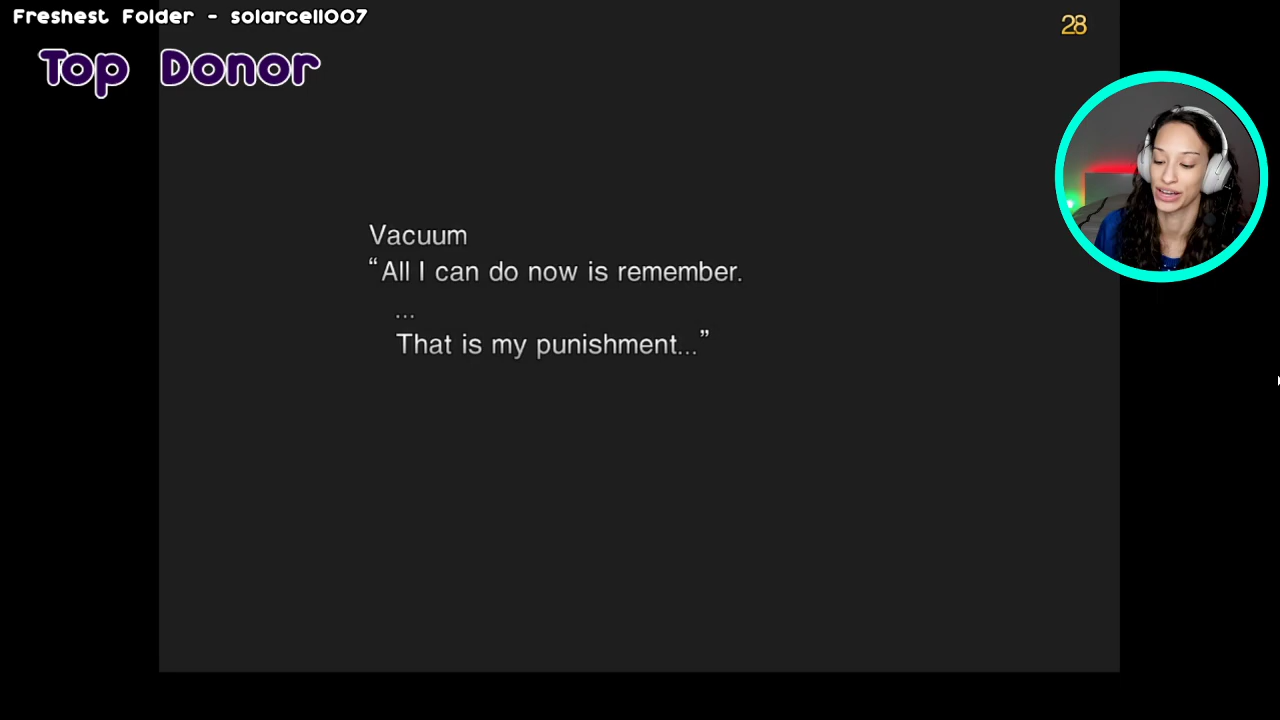 Freshest Folder - solarcell007
Top Donor
28
Vacuum
“All I can do now is remember.
...
That is my punishment...”